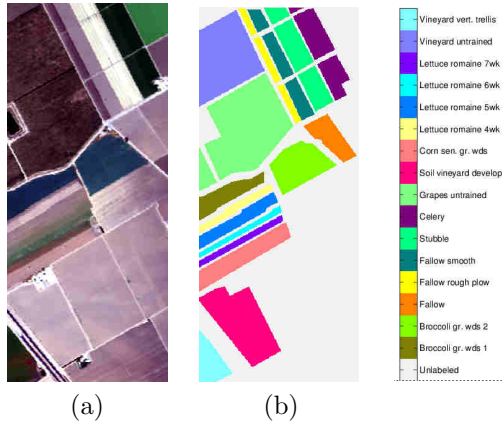 Vineyard vert. trellis
Vineyard untrained
Lettuce romaine 7wk
Lettuce romaine 6wk
Lettuce romaine 5wk
Lettuce romaine 4wk
Corn sen. gr. wds
Soil vineyard develop
Grapes untrained
Celery
Stubble
Fallow smooth
Fallow rough plow
Fallow
Broccoli gr. wds 2
Broccoli gr. wds 1
Unlabeled
(a)
(b)